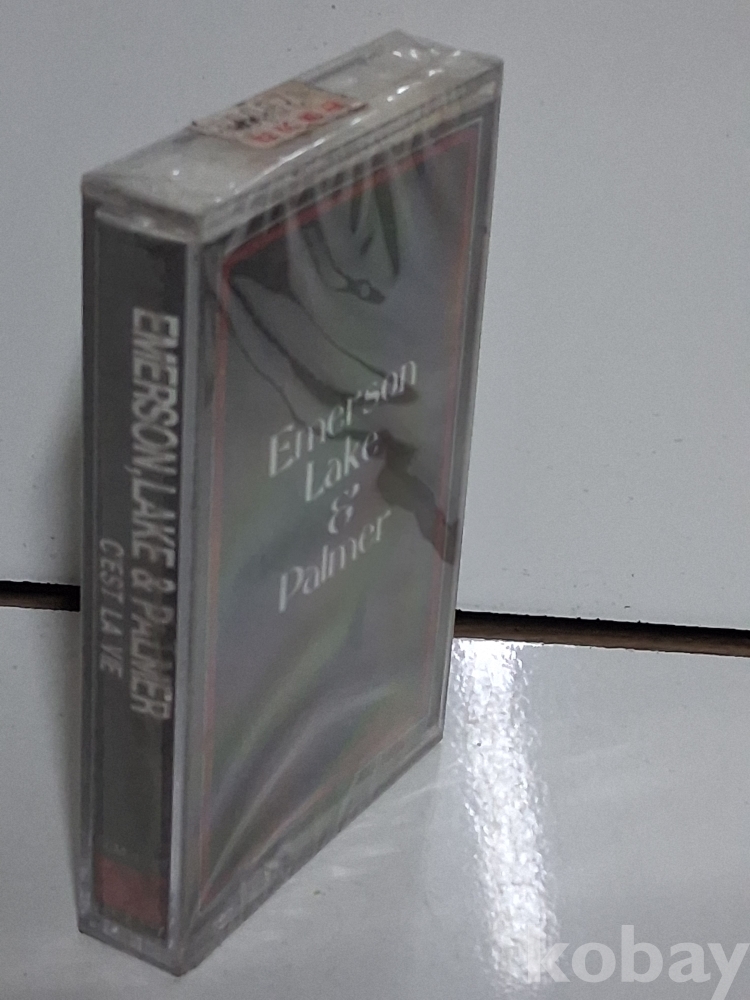 EMERSON, LAKE & PALMER
C'EST LA VIE
Emerson
Lake
&
Palmer
kobay